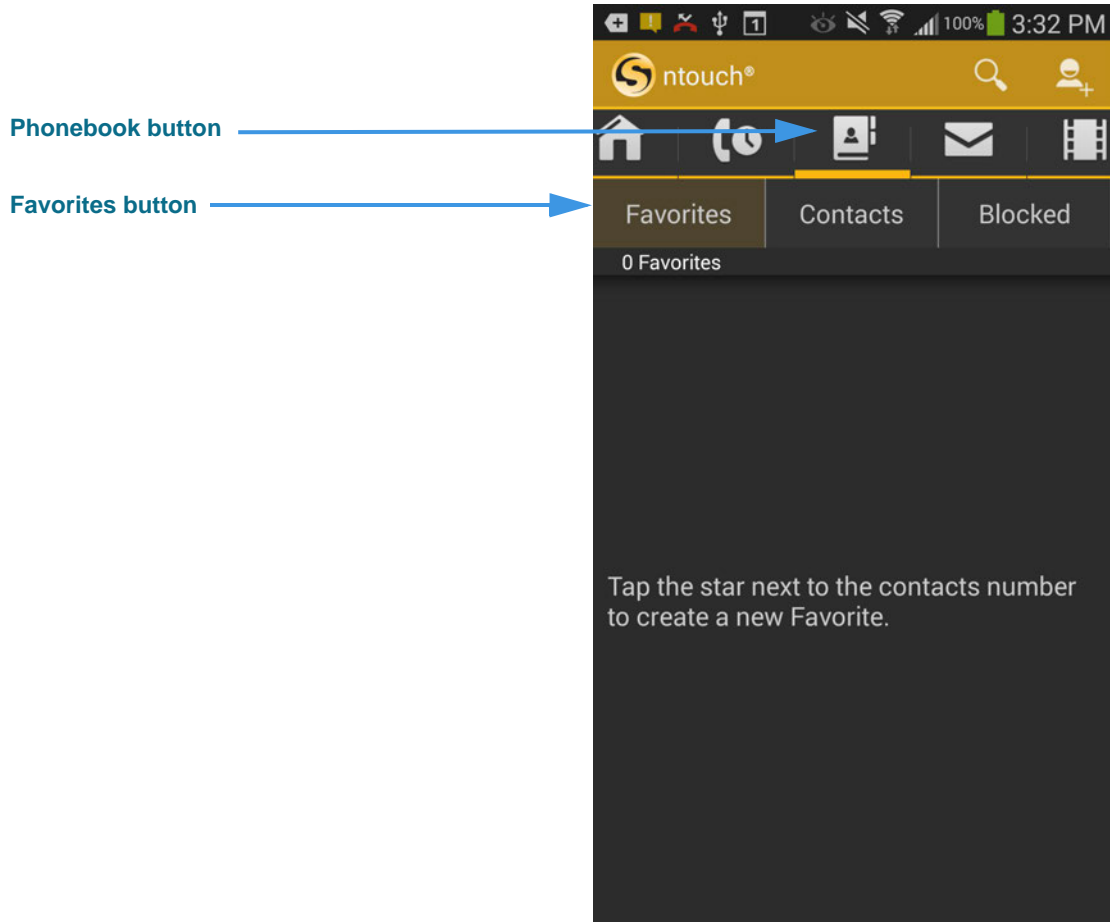 1 100% 3:32 PM
S ntouch®
Phonebook button
Favorites button
Favorites Contacts Blocked
0 Favorites
Tap the star next to the contacts number
to create a new Favorite.